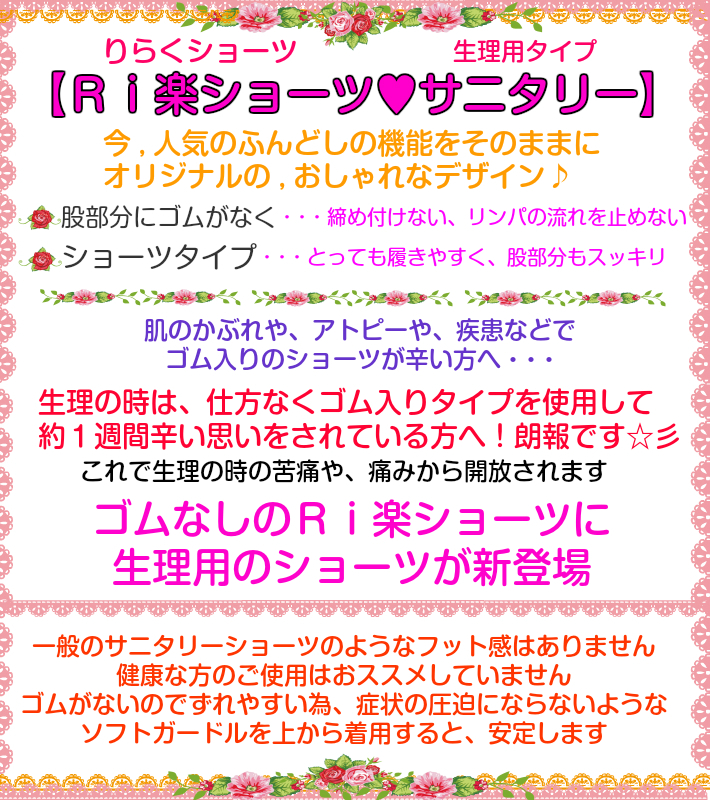 りらくショーツ　生理用タイプ
【Ｒｉ楽ショーツ♥サニタリー】
今,人気のふんどしの機能をそのままに
オリジナルの,おしゃれなデザイン♪
股部分にゴムがなく・・・締め付けない、リンパの流れを止めない
ショーツタイプ・・・とっても履きやすく、股部分もスッキリ
肌のかぶれや、アトピーや、疾患などで
ゴム入りのショーツが辛い方へ・・・
生理の時は、仕方なくゴム入りタイプを使用して
約１週間辛い思いをされている方へ！朗報です☆彡
これで生理の時の苦痛や、痛みから開放されます
ゴムなしのＲｉ楽ショーツに
生理用のショーツが新登場
一般のサニタリーショーツのようなフット感はありません
健康な方のご使用はおススメしていません
ゴムがないのでずれやすい為、症状の圧迫にならないような
ソフトガードルを上から着用すると、安定します